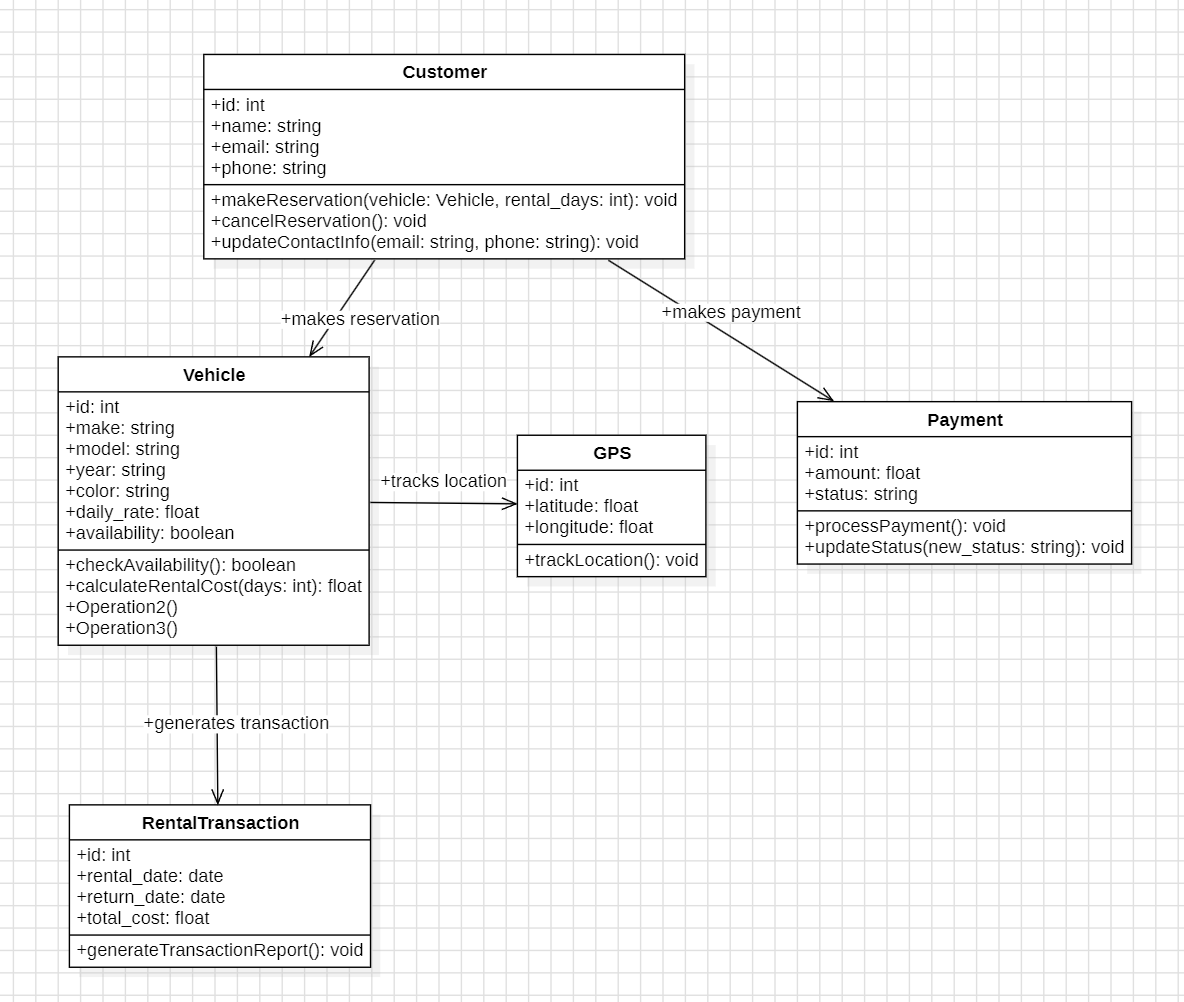 Customer
+id: int
+name: string
+email: string
+phone: string
+makeReservation(vehicle: Vehicle, rental_days: int): void
+cancelReservation(): void
+updateContactInfo(email: string, phone: string): void
+makes reservation
+makes payment
Vehicle
+id: int
+make: string
+model: string
+year: string
+color: string
+daily_rate: float
+availability: boolean
+checkAvailability(): boolean
+calculateRentalCost(days: int): float
+Operation2()
+Operation3()
+tracks location
GPS
+id: int
+latitude: float
+longitude: float
+trackLocation(): void
Payment
+id: int
+amount: float
+status: string
+processPayment(): void
+updateStatus(new_status: string): void
+generates transaction
RentalTransaction
+id: int
+rental_date: date
+return_date: date
+total_cost: float
+generateTransactionReport(): void